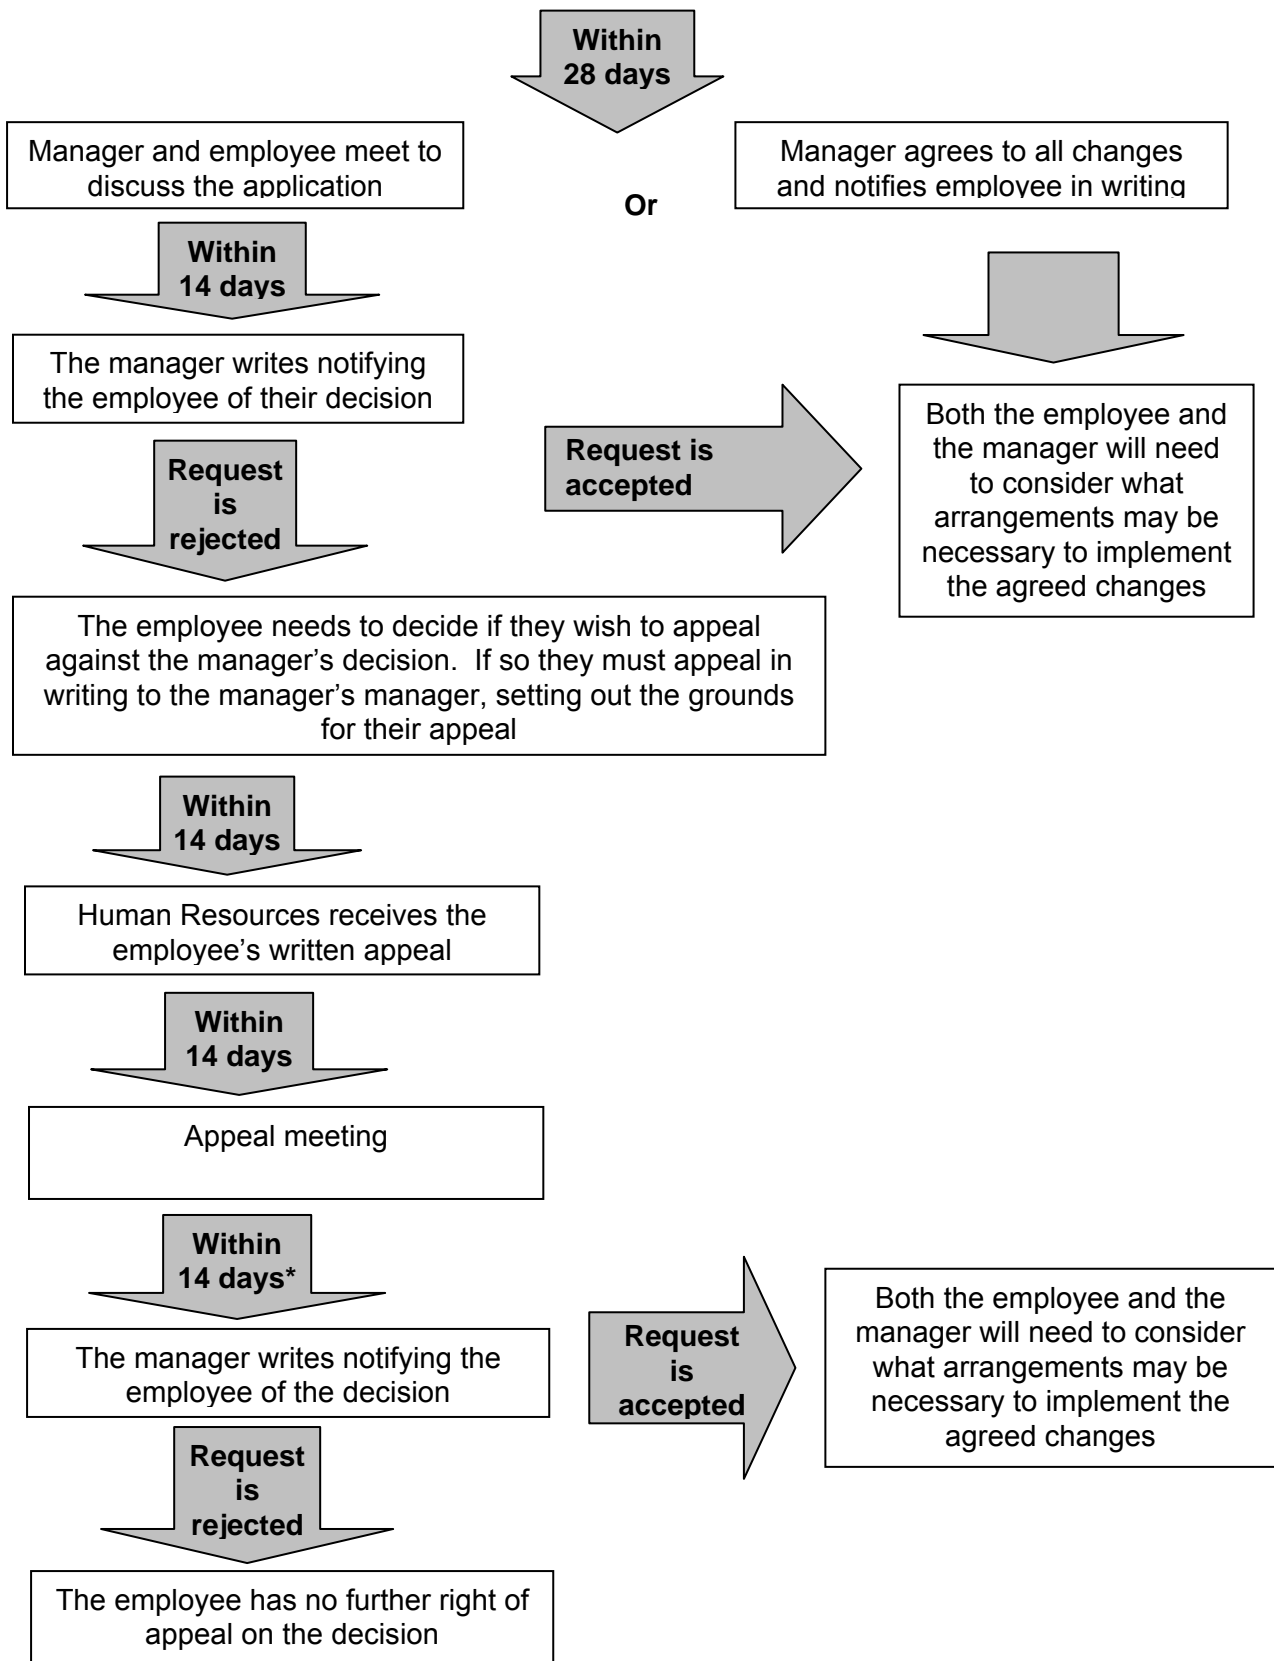 Within
28 days
Manager and employee meet to
discuss the application
Or
Manager agrees to all changes
and notifies employee in writing
Within
14 days
The manager writes notifying
the employee of their decision
Request is
accepted
Both the employee and
the manager will need
to consider what
arrangements may be
necessary to implement
the agreed changes
Request
is
rejected
The employee needs to decide if they wish to appeal
against the manager’s decision.  If so they must appeal in
writing to the manager’s manager, setting out the grounds
for their appeal
Within
14 days
Human Resources receives the
employee’s written appeal
Within
14 days
Appeal meeting
Within
14 days*
The manager writes notifying the
employee of the decision
Request
is
accepted
Both the employee and the
manager will need to consider
what arrangements may be
necessary to implement the
agreed changes
Request
is
rejected
The employee has no further right of
appeal on the decision